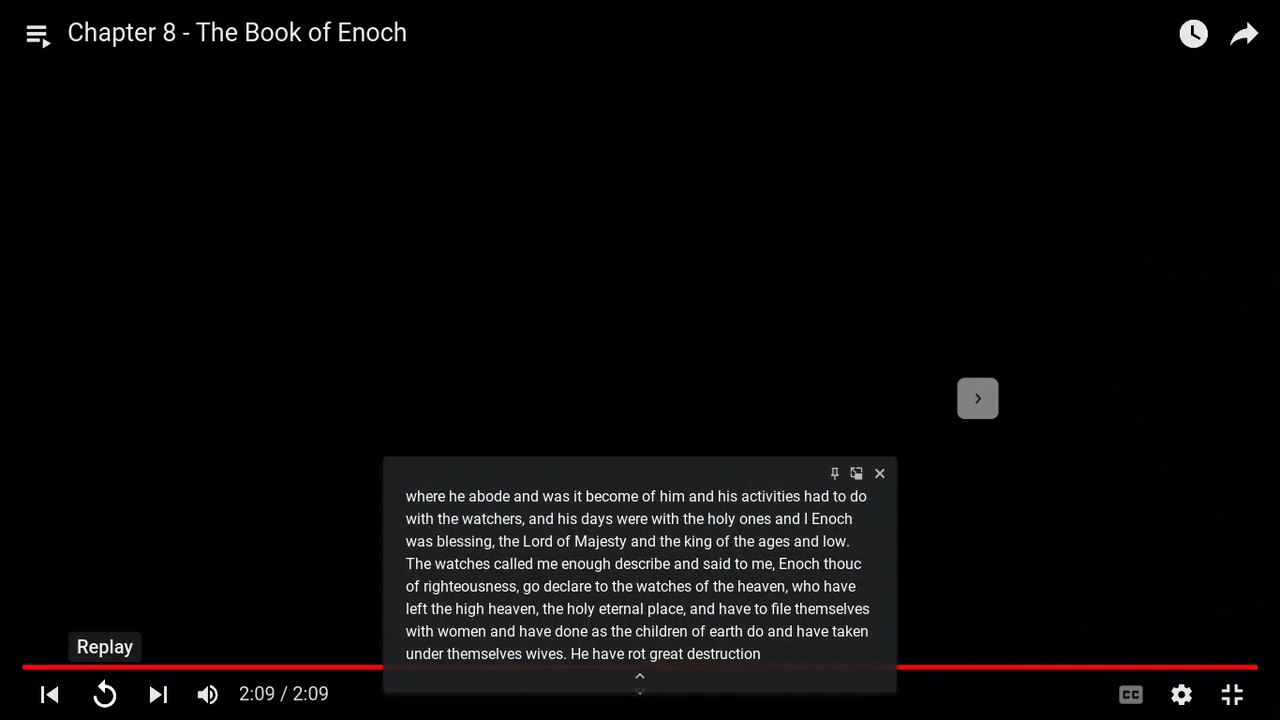 Chapter 8 - The Book of Enoch
where he abode and was it become of him and his activities had to do
with the watchers, and his days were with the holy ones and I Enoch
was blessing, the Lord of Majesty and the king of the ages and low.
The watches called me enough describe and said to me, Enoch thouc
of righteousness, go declare to the watches of the heaven, who have
left the high heaven, the holy eternal place, and have to file themselves
with women and have done as the children of earth do and have taken
under themselves wives. He have rot great destruction
Replay
2:09 / 2:09
CC